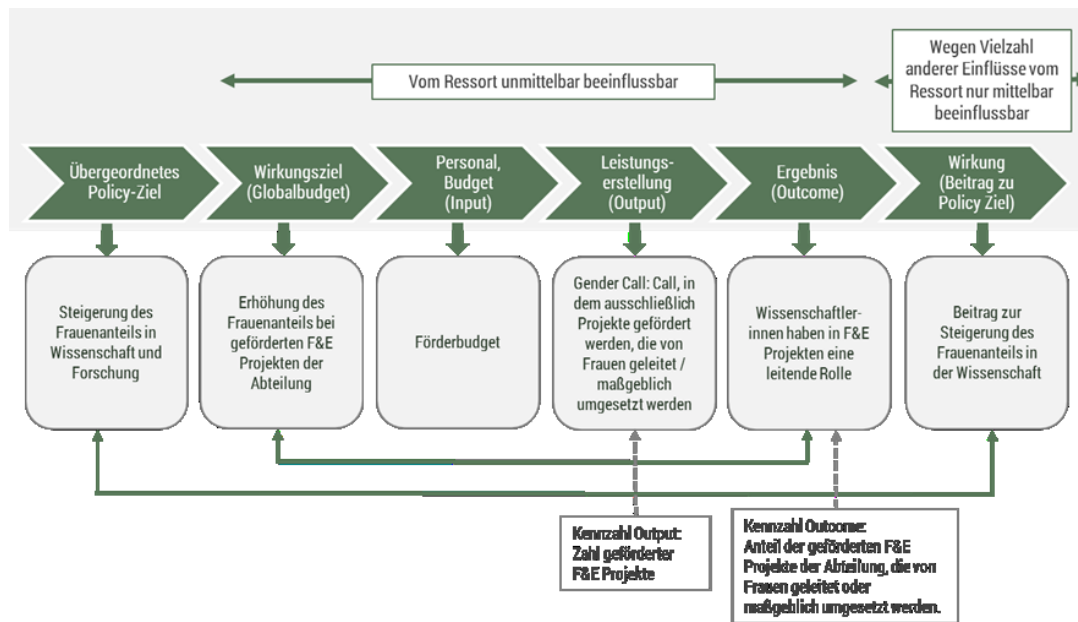 Vom Ressort unmittelbar beeinflussbar
Wegen Vielzahl
anderer Einflüsse vom
Ressort nur mittelbar
beeinflussbar
Übergeordnetes
Policy-Ziel
Wirkungsziel
(Globalbudget)
Personal,
Budget
(Input)
Leistungs-
erstellung
(Output)
Ergebnis
(Outcome)
Wirkung
(Beitrag zu
Policy Ziel)
Steigerung des
Frauenanteils in
Wissenschaft und
Forschung
Erhöhung des
Frauenanteils bei
geförderten F&E
Projekten der
Abteilung
Förderbudget
Gender Call: Call, in
dem ausschließlich
Projekte gefördert
werden, die von
Frauen geleitet /
maßgeblich
umgesetzt werden
Wissenschaftler-
innen haben in F&E
Projekten eine
leitende Rolle
Beitrag zur
Steigerung des
Frauenanteils in
der Wissenschaft
Kennzahl Output:
Zahl geförderter
F&E Projekte
Kennzahl Outcome:
Anteil der geförderten F&E
Projekte der Abteilung, die von
Frauen geleitet oder
maßgeblich umgesetzt werden.